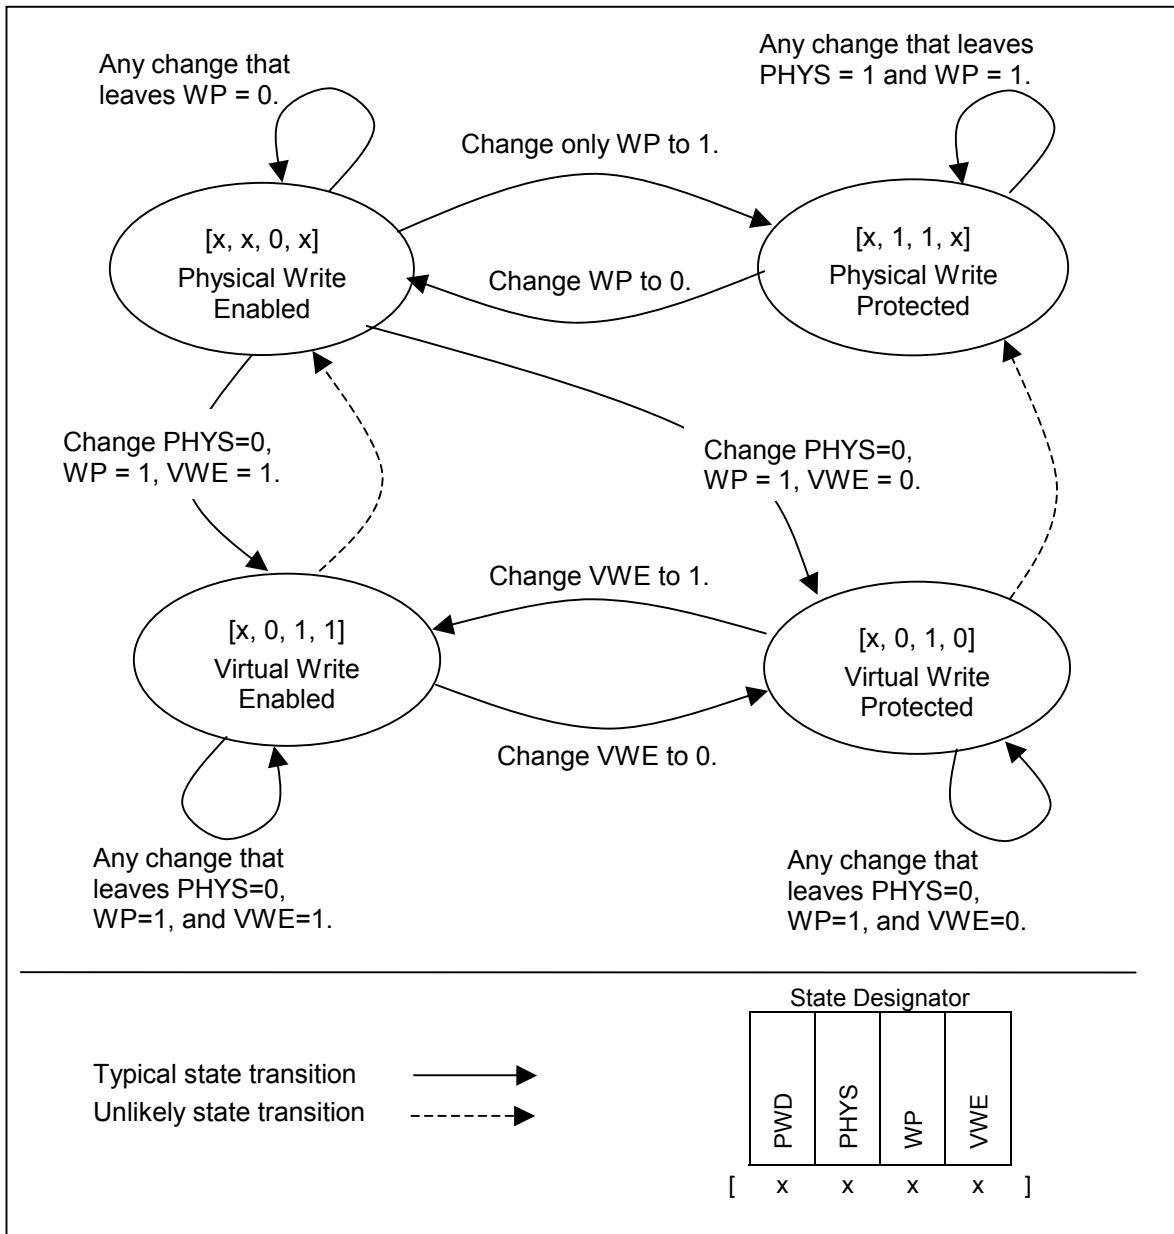 Any change that
leaves WP = 0.
Any change that leaves
PHYS = 1 and WP = 1.
Change only WP to 1.
[x, x, 0, x]
Physical Write
Enabled
[x, 1, 1, x]
Physical Write
Protected
Change WP to 0.
Change PHYS=0,
WP = 1, VWE = 1.
Change PHYS=0,
WP = 1, VWE = 0.
Change VWE to 1.
[x, 0, 1, 1]
Virtual Write
Enabled
[x, 0, 1, 0]
Virtual Write
Protected
Change VWE to 0.
Any change that
leaves PHYS=0,
WP=1, and VWE=1.
Any change that
leaves PHYS=0,
WP=1, and VWE=0.
State Designator
Typical state transition
Unlikely state transition
PWD
PHYS
WP
VWE
[ x x x x ]